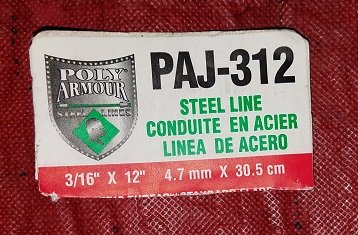 POLY
ARMOUR
STEEL LINES
PAJ-312
STEEL LINE
CONDUITE EN ACIER
LINEA DE ACERO
3/16" X 12" 4.7 mm X 30.5 cm